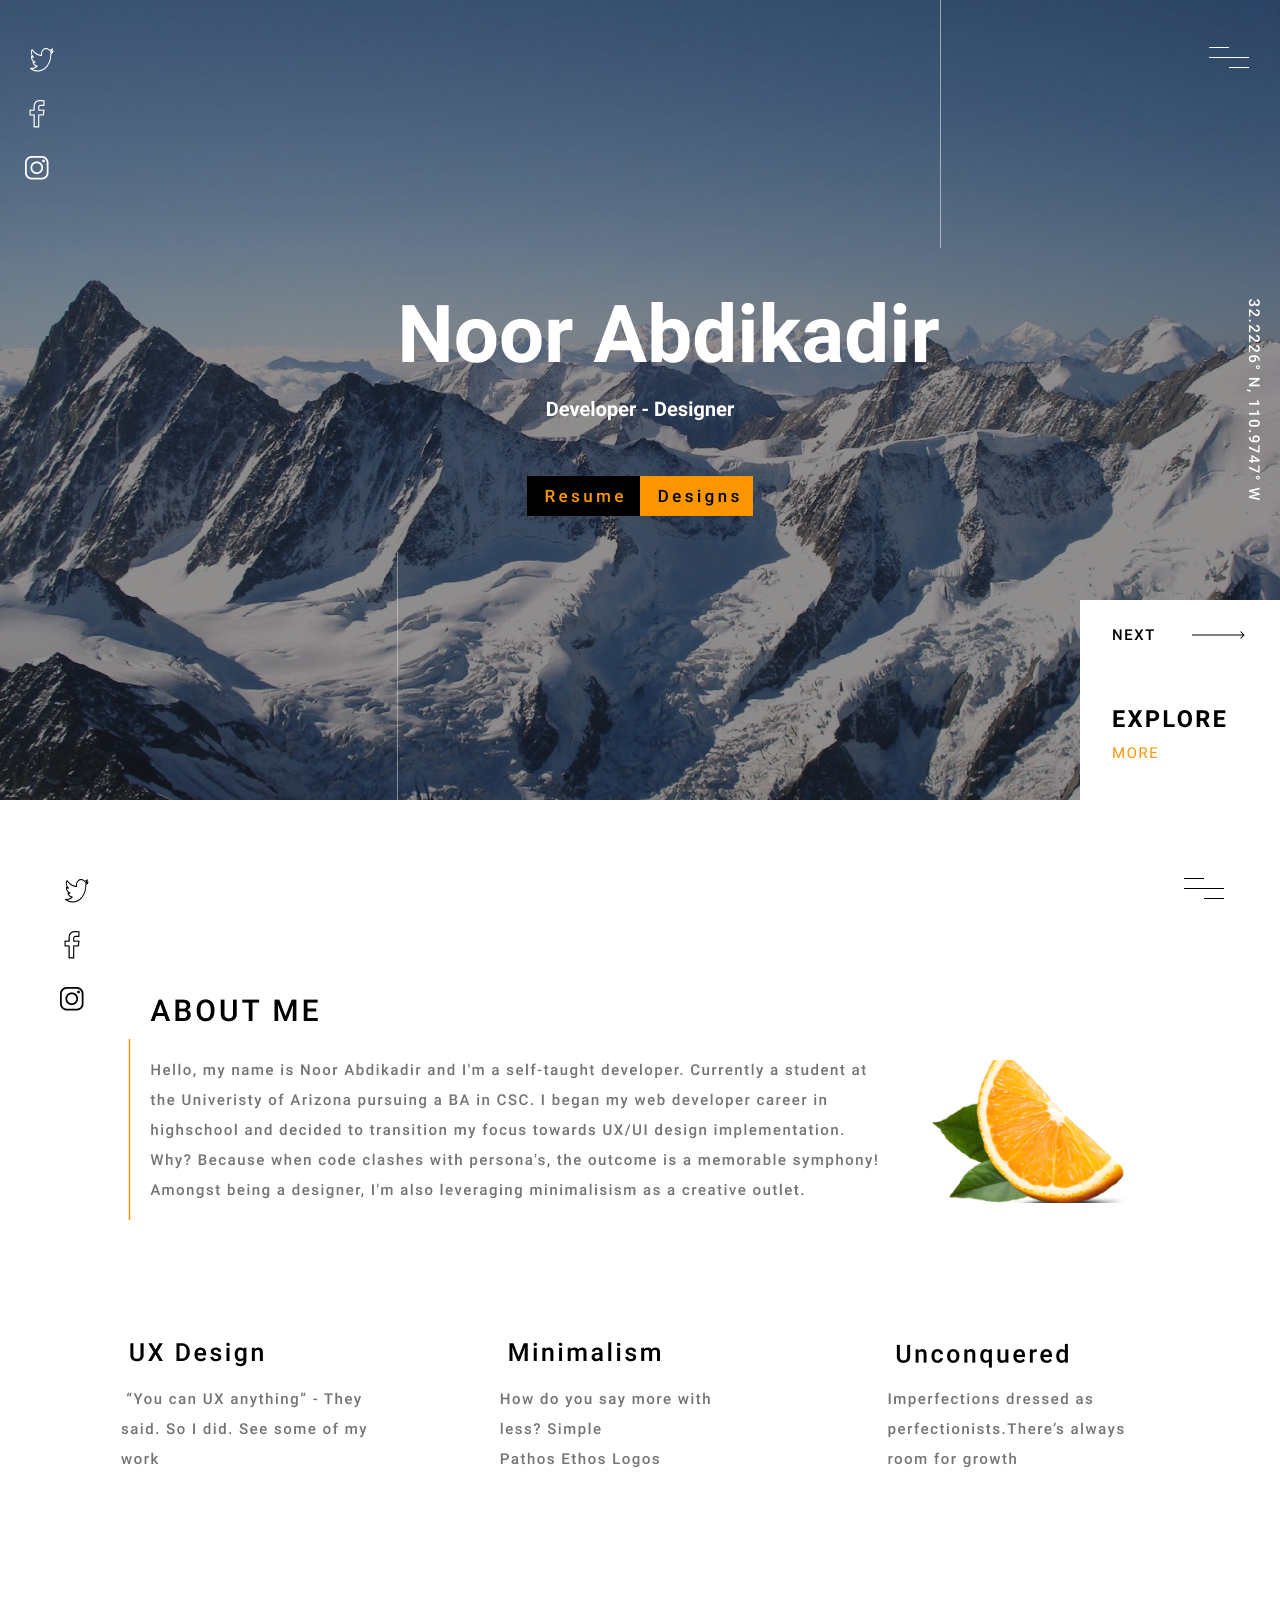 Noor Abdikadir
32.2226° N, 110.9747° W
Developer - Designer
Resume Designs
NEXT
EXPLORE
MORE
ABOUT ME
Hello, my name is Noor Abdikadir and I'm a self-taught developer. Currently a student at
the Univeristy of Arizona pursuing a BA in CSC. I began my web developer career in
highschool and decided to transition my focus towards UX/UI design implementation.
Why? Because when code clashes with persona's, the outcome is a memorable symphony!
Amongst being a designer, I'm also leveraging minimalisism as a creative outlet.
UX Design
“You can UX anything” - They
said. So I did. See some of my
work
Minimalism
How do you say more with
less? Simple
Pathos Ethos Logos
Unconquered
Imperfections dressed as
perfectionists.There’s always
room for growth